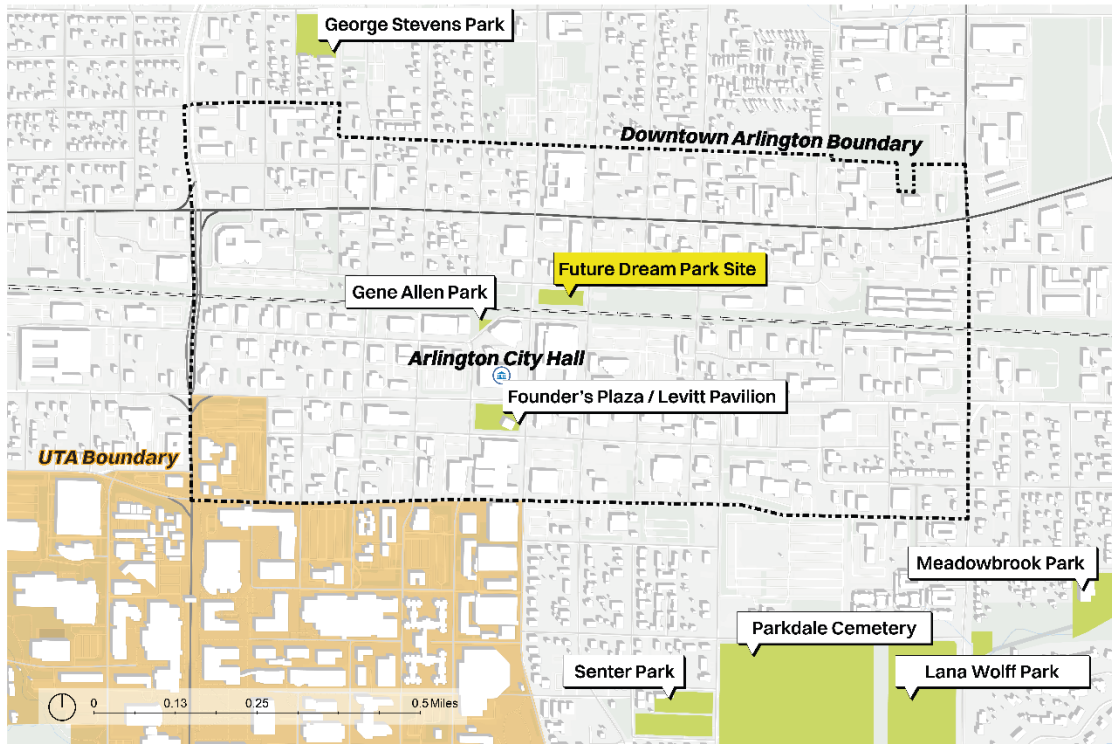 George Stevens Park
Downtown Arlington Boundary
Future Dream Park Site
Gene Allen Park
Arlington City Hall
Founder's Plaza / Levitt Pavilion
UTA Boundary
Meadowbrook Park
Parkdale Cemetery
Senter Park
Lana Wolff Park
0 0.13 0.25 0.5 Miles